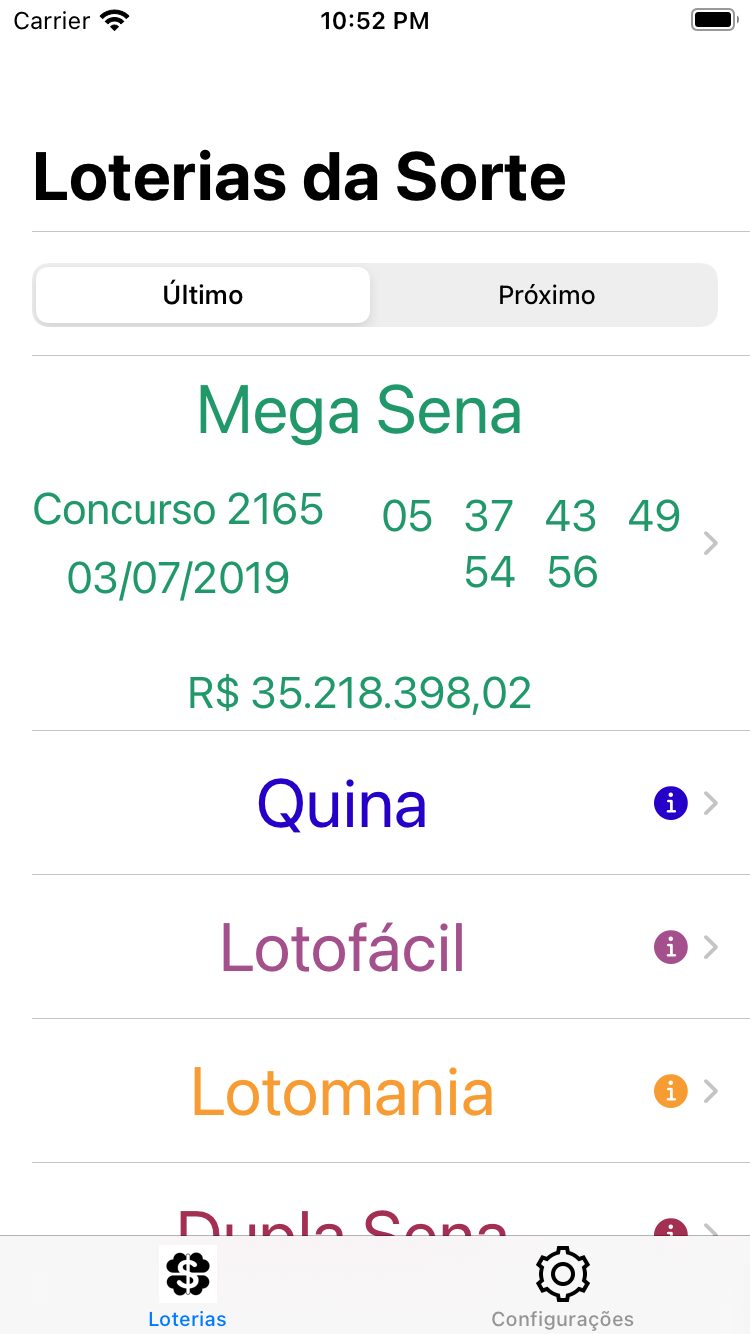 Carrier 10:52 PM
Loterias da Sorte
Último Próximo
Mega Sena
Concurso 2165 05 37 43 49
03/07/2019 54 56
R$ 35.218.398,02
Quina
Lotofácil
Lotomania
Dupla Sena
Loterias Configurações